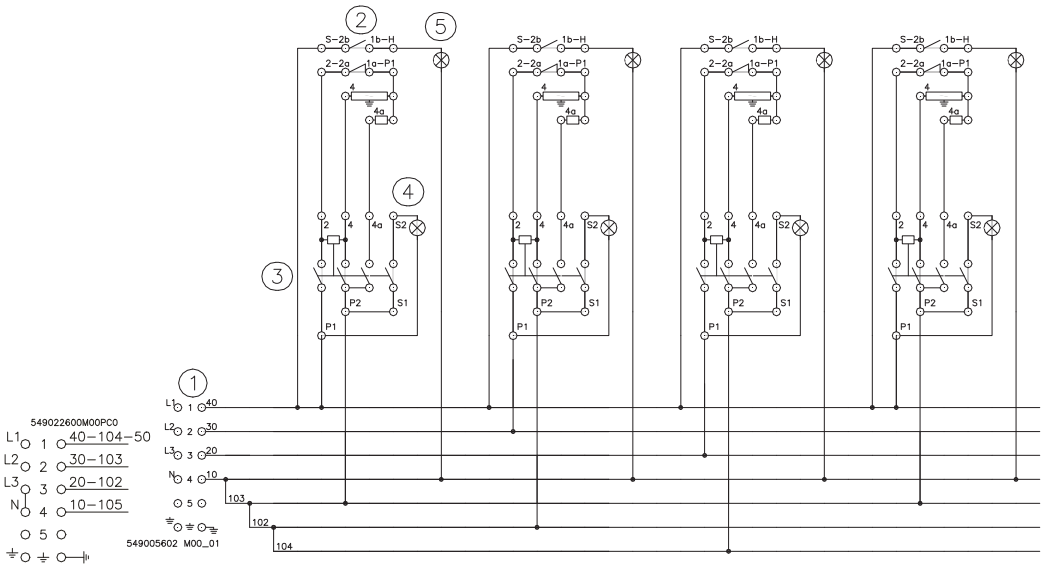 2 5
S-2b 1b-H S-2b 1b-H S-2b 1b-H S-2b 1b-H
2-2a 1a-P1 2-2a 1a-P1 2-2a 1a-P1 2-2a 1a-P1
4 4 4 4
4a 4a 4a 4a
4
2 4 4a S2 2 4 4a S2 2 4 4a S2 2 4 4a S2
3
P2 S1 P2 S1 P2 S1 P2 S1
P1 P1 P1 P1
1
L1 1 40
L2 2 30
L3 3 20
N 4 10
5
103
102
104
549005602 M00_01
549022600M00PC0
L1 1 40-104-50
L2 2 30-103
L3 3 20-102
N 4 10-105
5